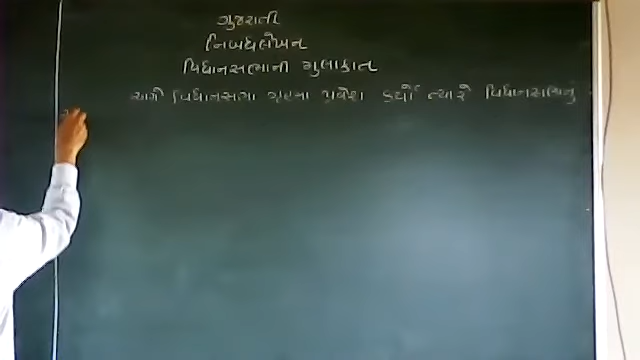 ગુજરાતી
નિબંધલેખન
વિધાનસભાની મુલાકાત
અમે વિધાનસભા ગૃહમાં પ્રવેશ કર્યો ત્યારે વિધાનસભાનું